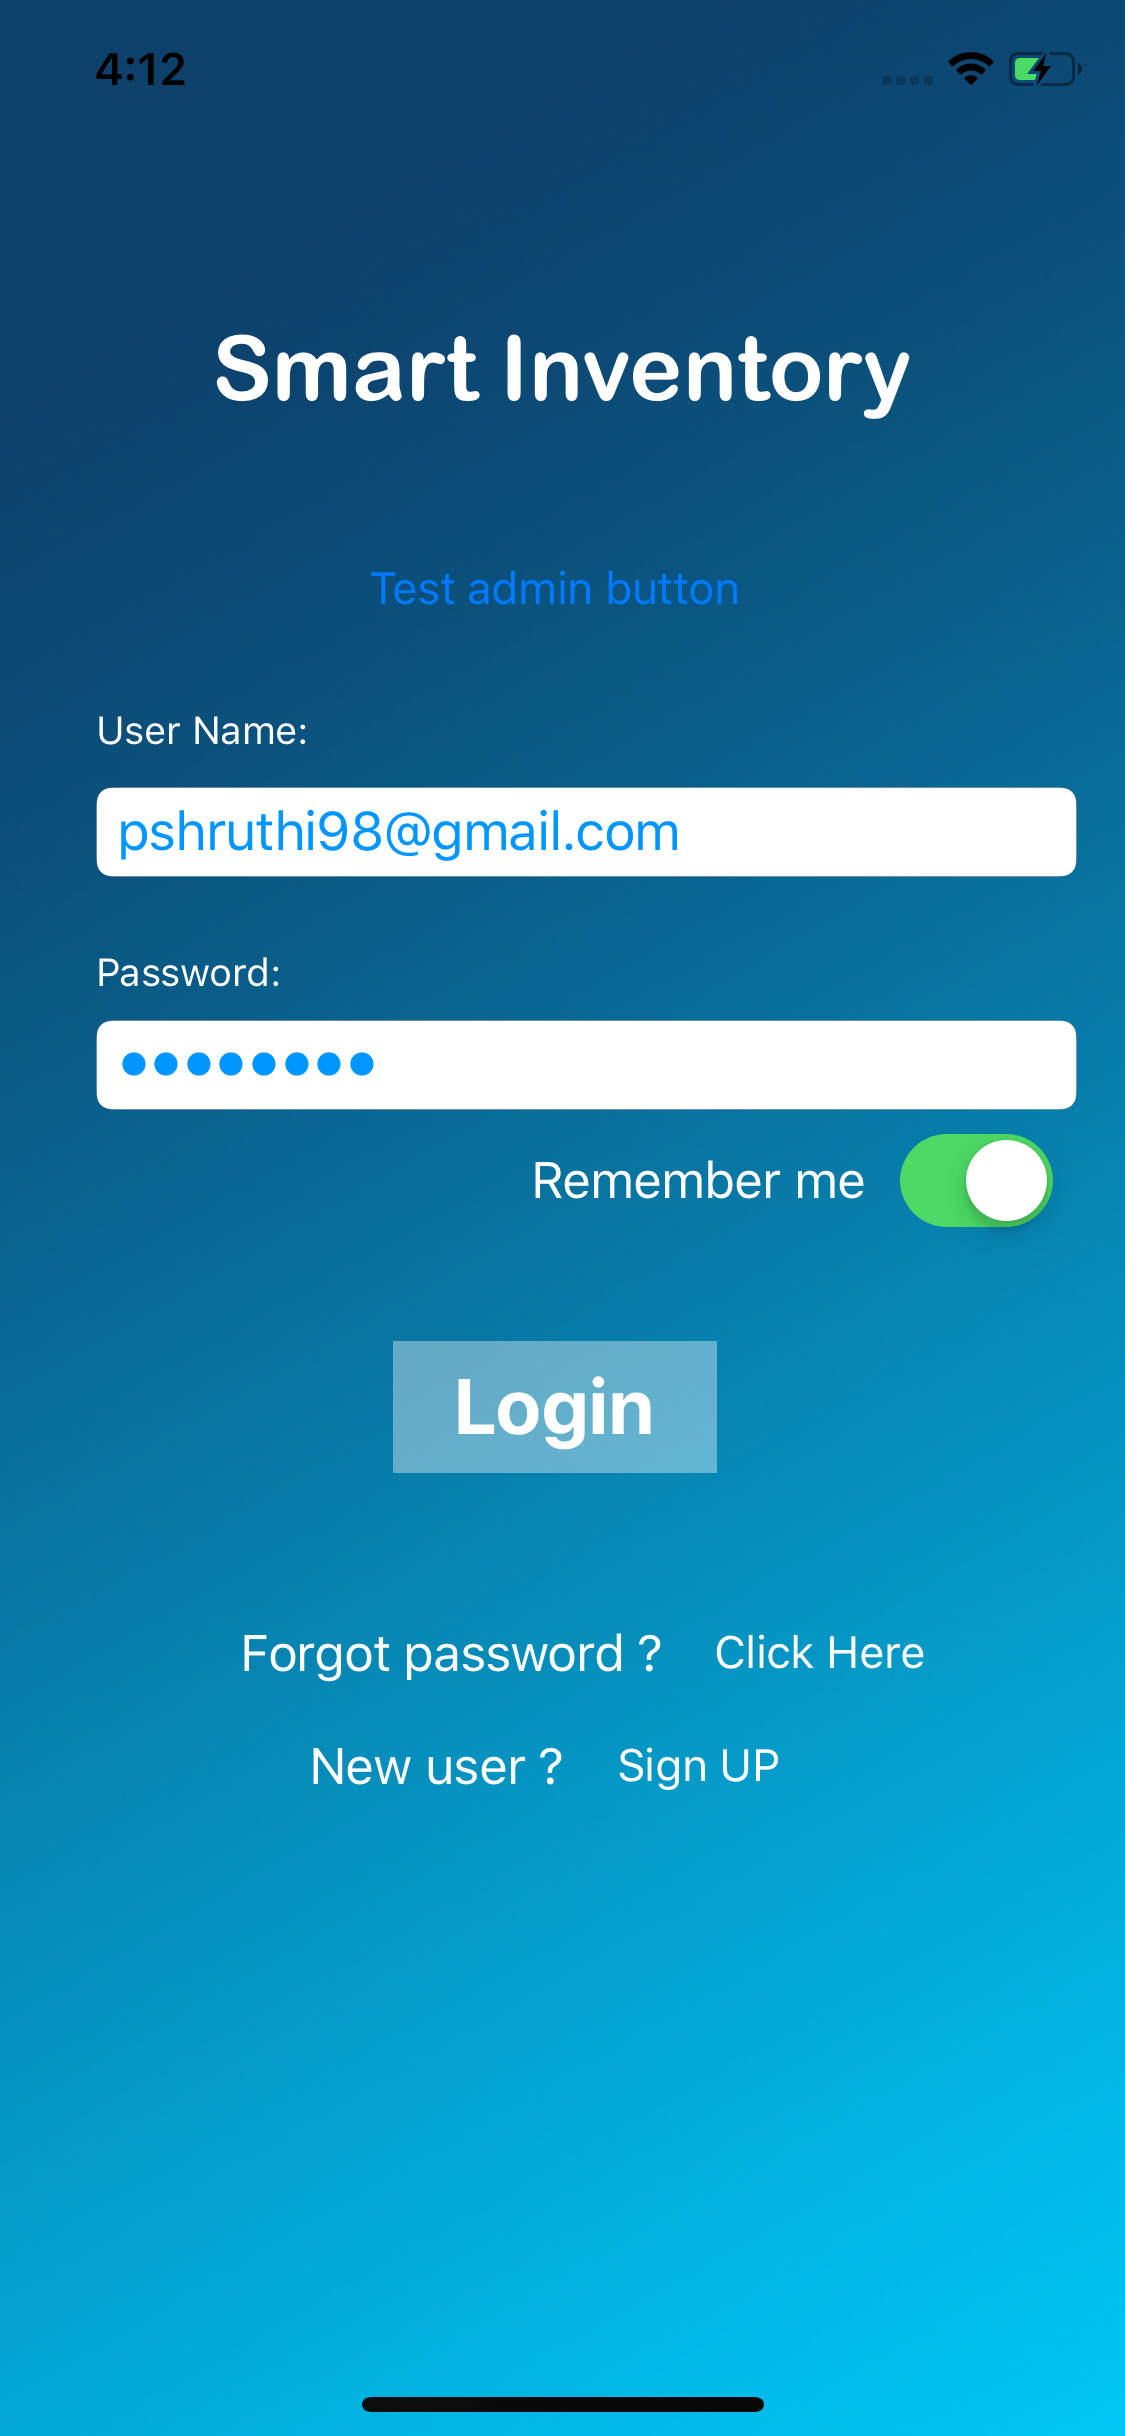 4:12
Smart Inventory
Test admin button
User Name:
pshruthi98@gmail.com
Password:
Remember me
Login
Forgot password ? Click Here
New user ? Sign UP